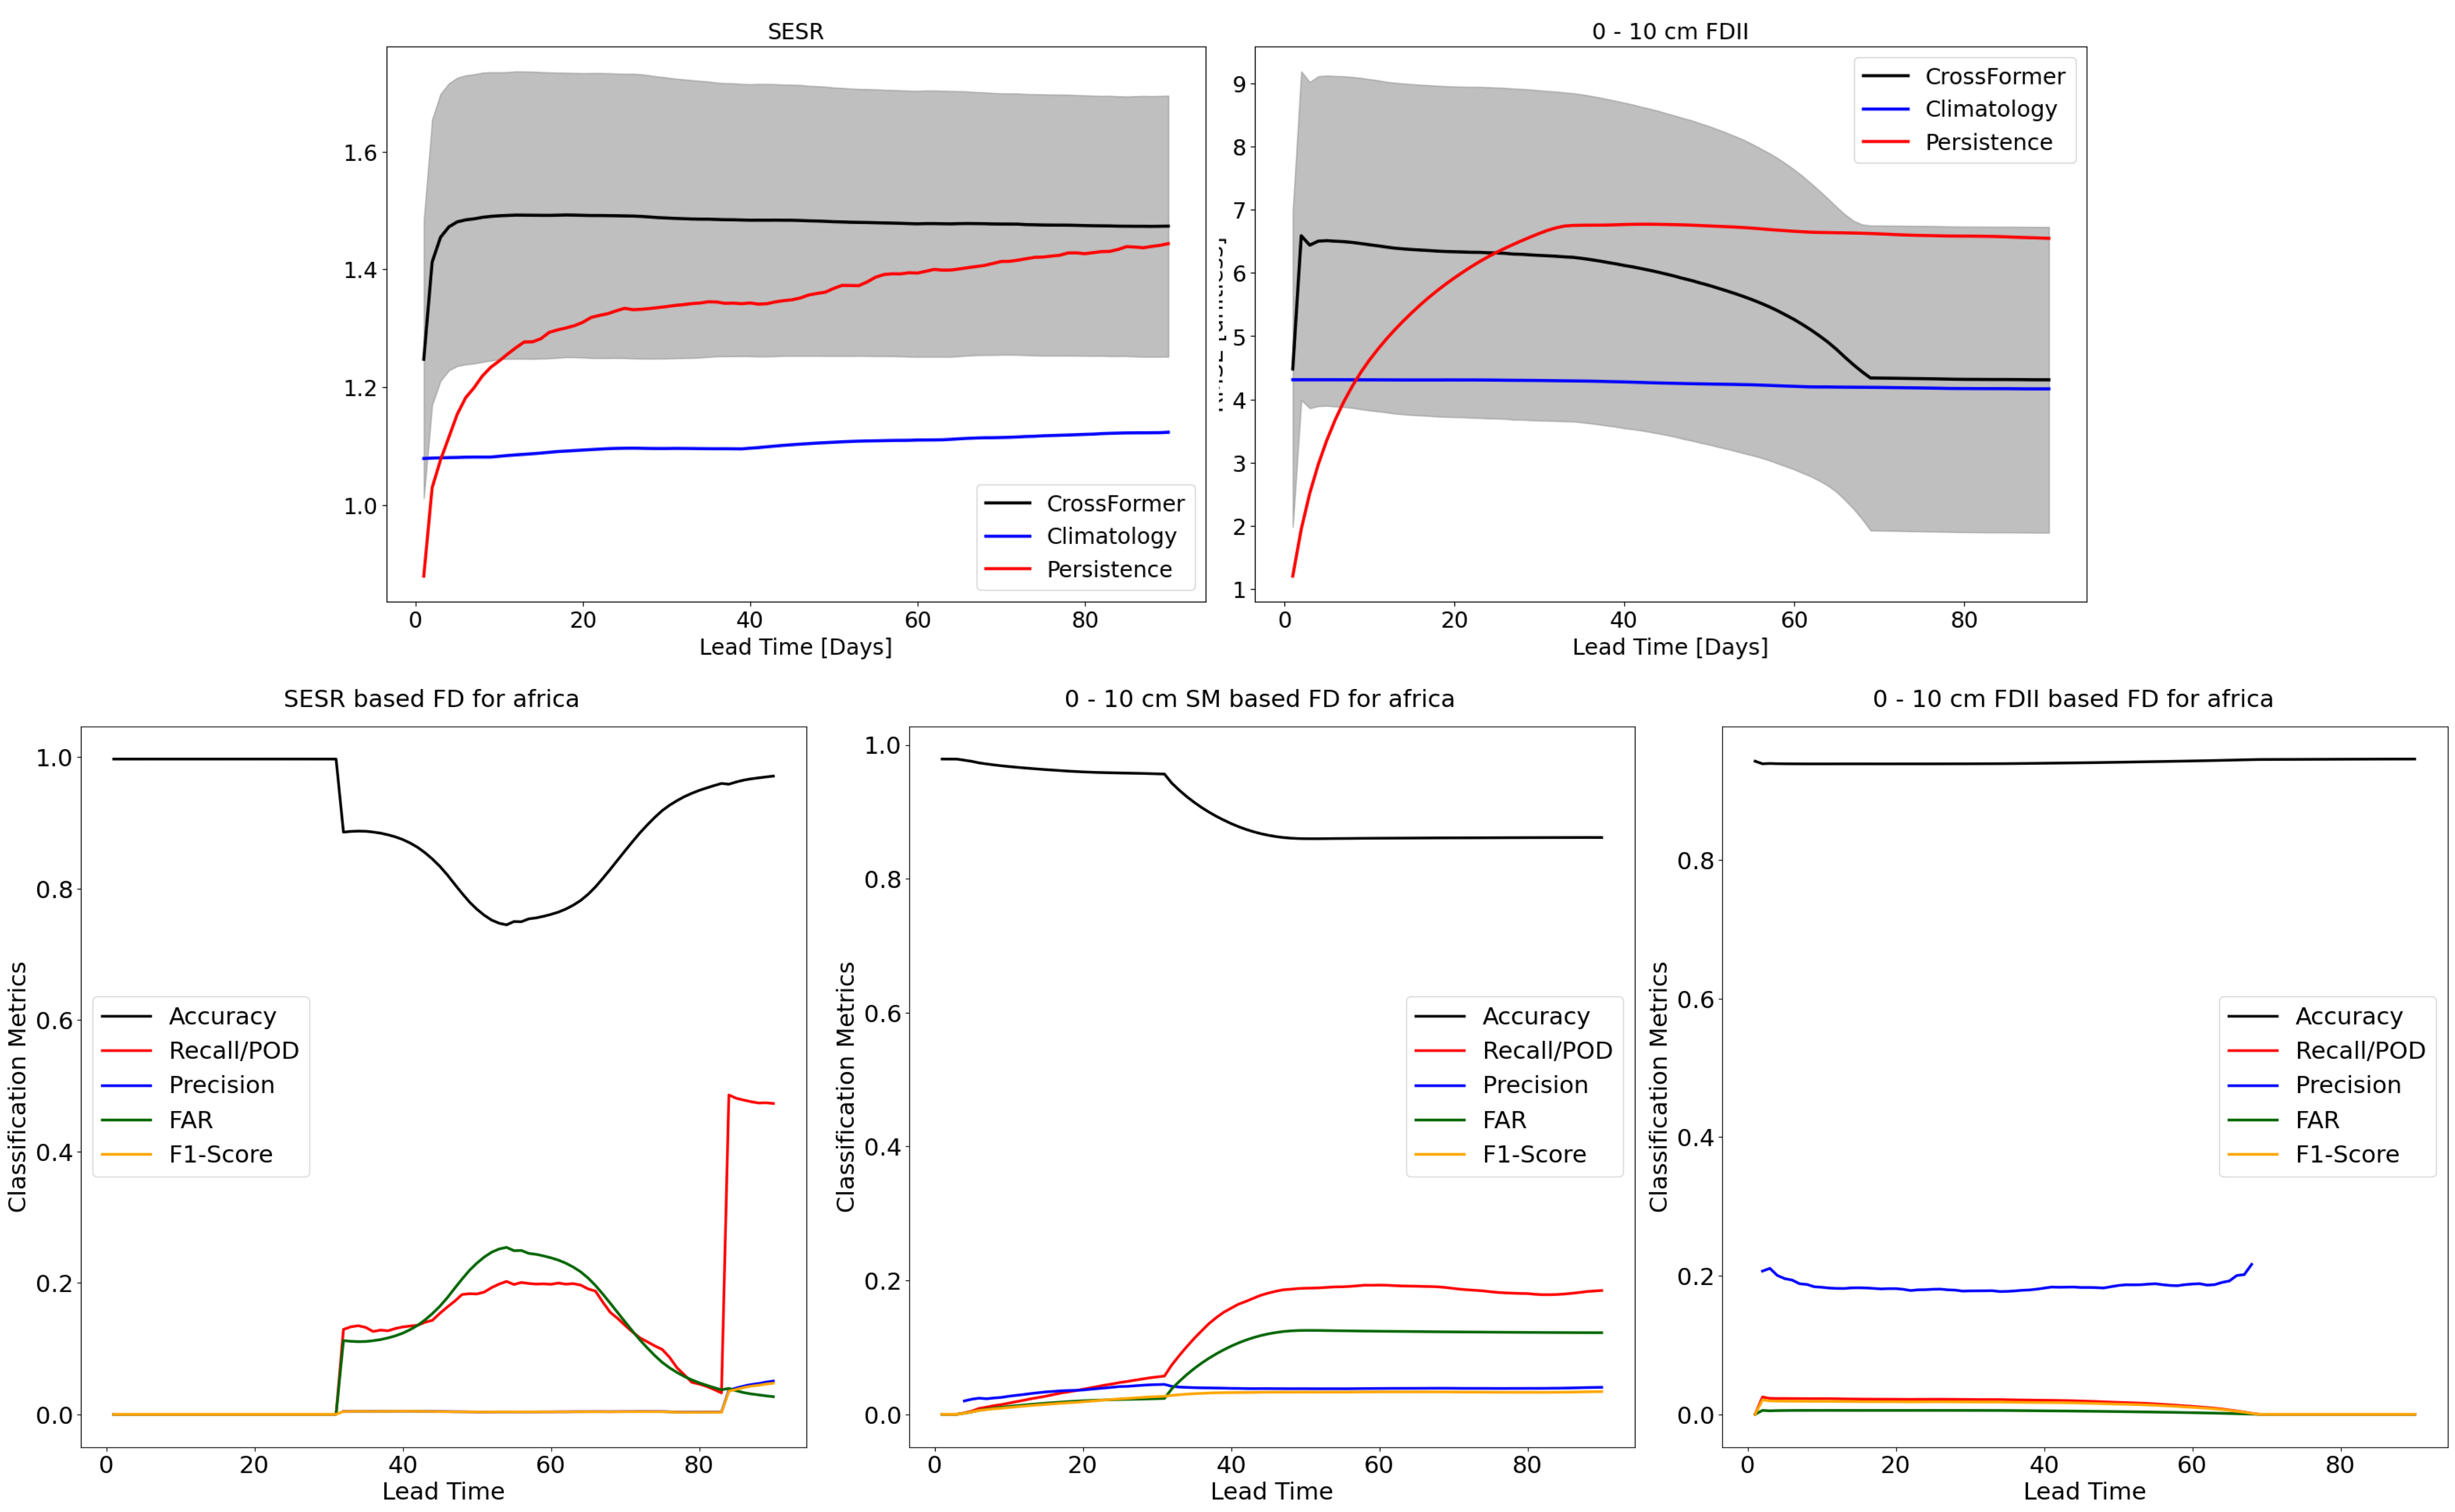 SESR
1.6
1.4
1.2
1.0
0 20 40 60 80
Lead Time [Days]
CrossFormer
Climatology
Persistence
0 - 10 cm FDII
9
8
7
6
5
4
3
2
1
0 20 40 60 80
Lead Time [Days]
CrossFormer
Climatology
Persistence
SESR based FD for africa
Classification Metrics
1.0
0.8
0.6
0.4
0.2
0.0
0 20 40 60 80
Lead Time
Accuracy
Recall/POD
Precision
FAR
F1-Score
0 - 10 cm SM based FD for africa
Classification Metrics
1.0
0.8
0.6
0.4
0.2
0.0
0 20 40 60 80
Lead Time
Accuracy
Recall/POD
Precision
FAR
F1-Score
0 - 10 cm FDII based FD for africa
Classification Metrics
0.8
0.6
0.4
0.2
0.0
0 20 40 60 80
Lead Time
Accuracy
Recall/POD
Precision
FAR
F1-Score